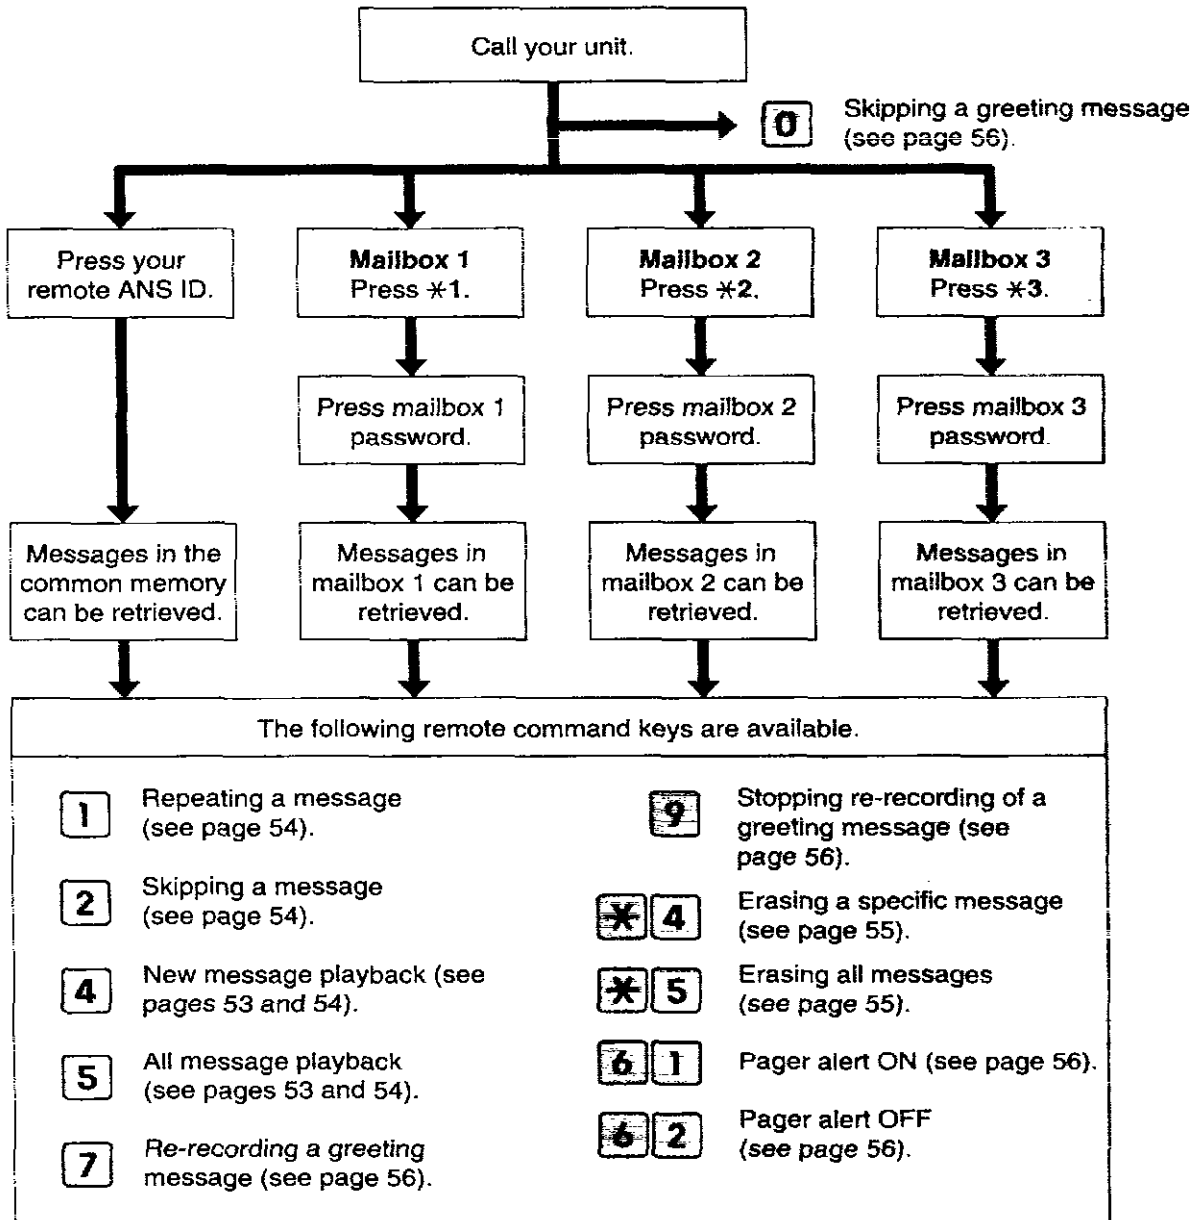 Call your unit.
0 Skipping a greeting message
(see page 56).
Press your
remote ANS ID.
Mailbox 1
Press ✳1.
Mailbox 2
Press ✳2.
Mailbox 3
Press ✳3.
Press mailbox 1
password.
Press mailbox 2
password.
Press mailbox 3
password.
Messages in the
common memory
can be retrieved.
Messages in
mailbox 1 can be
retrieved.
Messages in
mailbox 2 can be
retrieved.
Messages in
mailbox 3 can be
retrieved.
The following remote command keys are available.
1 Repeating a message
(see page 54).
2 Skipping a message
(see page 54).
4 New message playback (see
pages 53 and 54).
5 All message playback
(see pages 53 and 54).
7 Re-recording a greeting
message (see page 56).
9 Stopping re-recording of a
greeting message (see
page 56).
✳ 4 Erasing a specific message
(see page 55).
✳ 5 Erasing all messages
(see page 55).
6 1 Pager alert ON (see page 56).
6 2 Pager alert OFF
(see page 56).